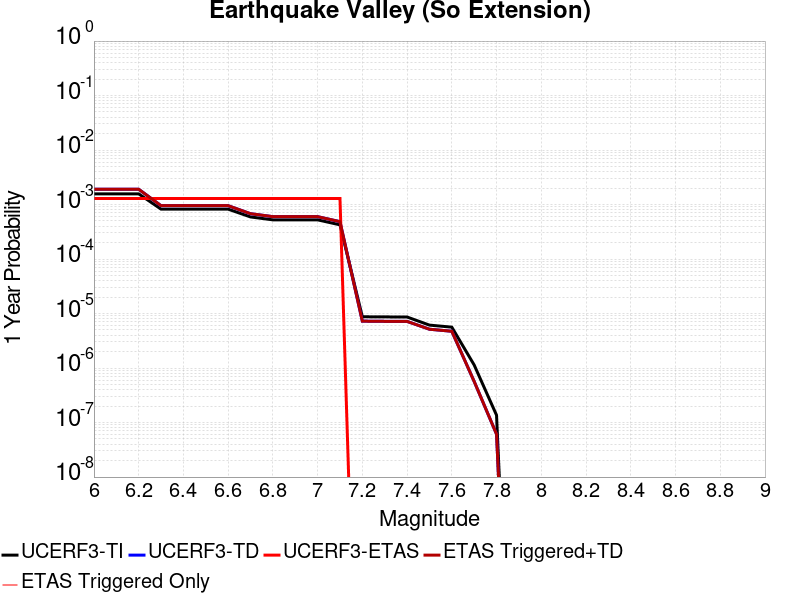 Earthquake Valley (So Extension)
10^0
10^-1
10^-2
10^-3
10^-4
10^-5
10^-6
10^-7
10^-8
1 Year Probability
6 6.2 6.4 6.6 6.8 7 7.2 7.4 7.6 7.8 8 8.2 8.4 8.6 8.8 9
Magnitude
UCERF3-TI UCERF3-TD UCERF3-ETAS ETAS Triggered+TD
ETAS Triggered Only